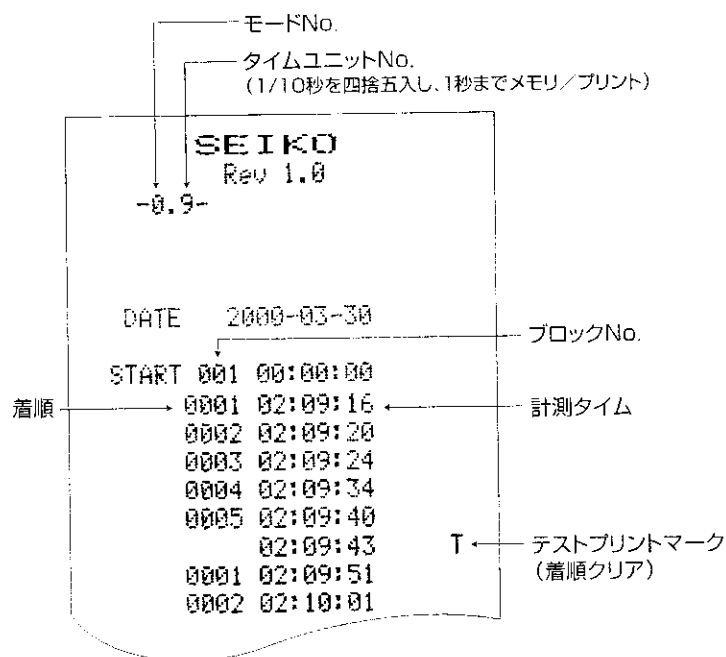 モードNo.
タイムユニットNo.
(1/10秒を四捨五入し、1秒までメモリ/プリント)
SEIKO
Rev 1.0
-0.9-
DATE 2000-03-30
ブロックNo.
START 001 00:00:00
着順 0001 02:09:16 計測タイム
0002 02:09:20
0003 02:09:24
0004 02:09:34
0005 02:09:40
02:09:43 T テストプリントマーク
(着順クリア)
0001 02:09:51
0002 02:10:01